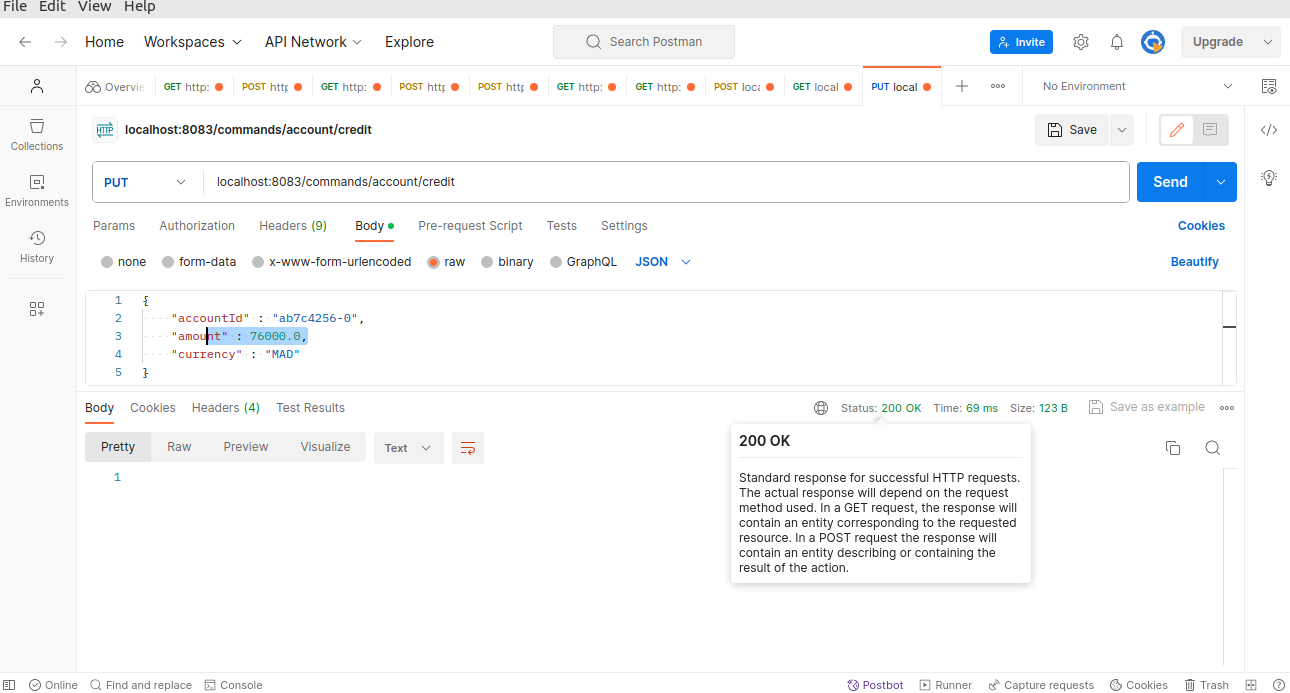 File Edit View Help
Home Workspaces API Network Explore Search Postman Invite Upgrade
Overvie GET http: POST http GET http: POST http POST http GET http: GET http: POST loca GET local PUT local No Environment
HTTP localhost:8083/commands/account/credit Save
Collections
Environments
History
PUT localhost:8083/commands/account/credit Send
Params Authorization Headers (9) Body Pre-request Script Tests Settings Cookies
none form-data x-www-form-urlencoded raw binary GraphQL JSON Beautify
1 {
2 "accountId" : "ab7c4256-0",
3 "amount" : 76000.0,
4 "currency" : "MAD"
5 }
Body Cookies Headers (4) Test Results Status: 200 OK Time: 69 ms Size: 123 B Save as example
Pretty Raw Preview Visualize Text
1
200 OK
Standard response for successful HTTP requests.
The actual response will depend on the request
method used. In a GET request, the response will
contain an entity corresponding to the requested
resource. In a POST request the response will
contain an entity describing or containing the
result of the action.
Online Find and replace Console Postbot Runner Capture requests Cookies Trash